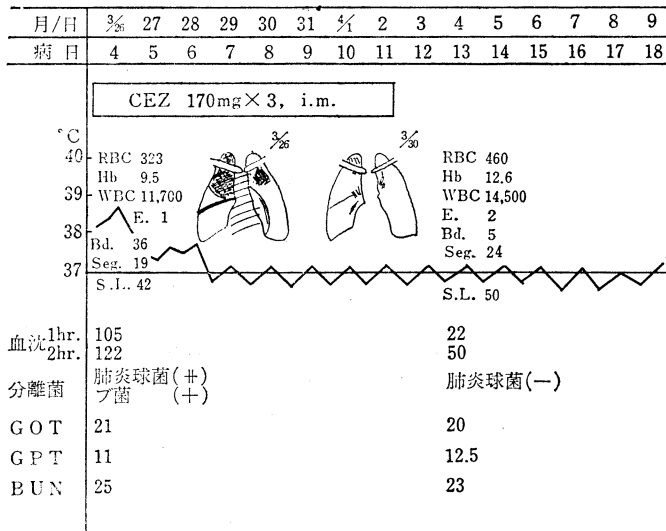 月/日 3/26 27 28 29 30 31 4/1 2 3 4 5 6 7 8 9
病日 4 5 6 7 8 9 10 11 12 13 14 15 16 17 18
CEZ 170mg×3, i.m.
°C
40
39
38
37
3/26
3/30
RBC 323
Hb 9.5
WBC 11,700
E. 1
Bd. 36
Seg. 19
S.L. 42
RBC 460
Hb 12.6
WBC 14,500
E. 2
Bd. 5
Seg. 24
S.L. 50
血沈 1hr. 105 22
2hr. 122 50
分離菌 肺炎球菌(⧺) 肺炎球菌(−)
ブ菌 (+)
GOT 21 20
GPT 11 12.5
BUN 25 23